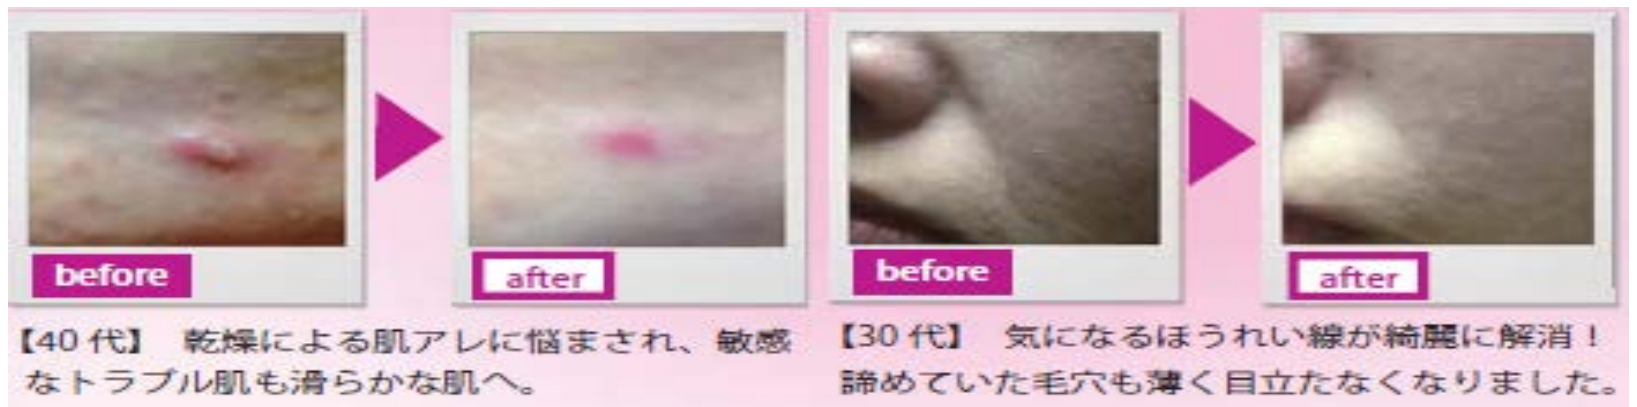 before
after
【40 代】 乾燥による肌アレに悩まされ、敏感
なトラブル肌も滑らかな肌へ。
before
after
【30 代】 気になるほうれい線が綺麗に解消！
諦めていた毛穴も薄く目立たなくなりました。